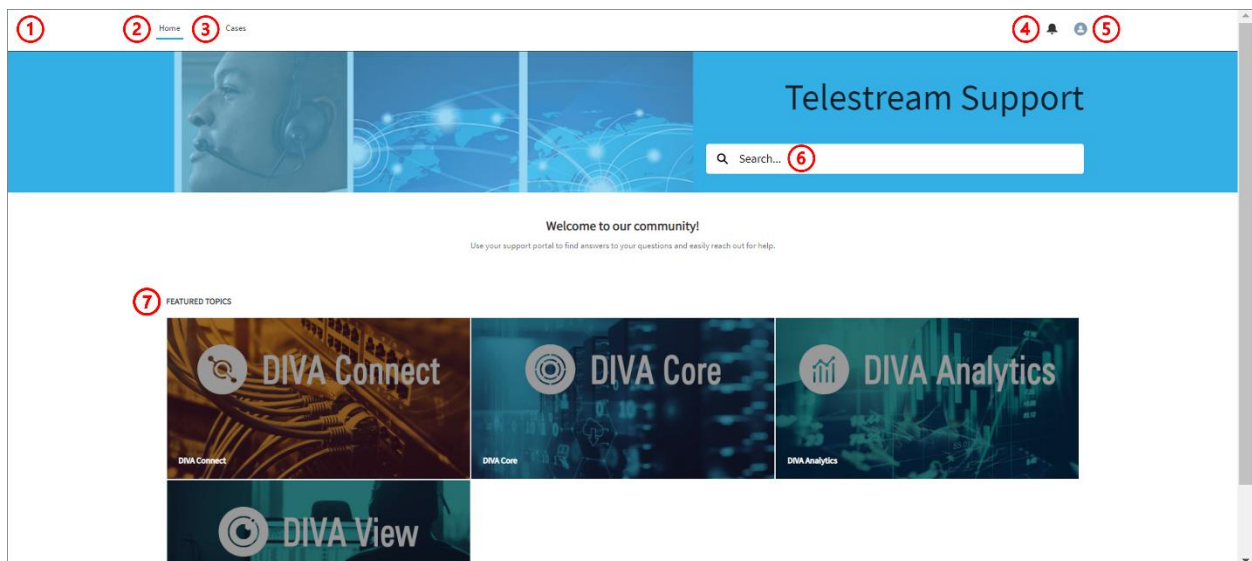 1 2 Home 3 Cases 4 5
Telestream Support
Search... 6
Welcome to our community!
Use your support portal to find answers to your questions and easily reach out for help.
7 FEATURED TOPICS
DIVA Connect DIVA Core DIVA Analytics
DIVA Connect DIVA Core DIVA Analytics
DIVA View